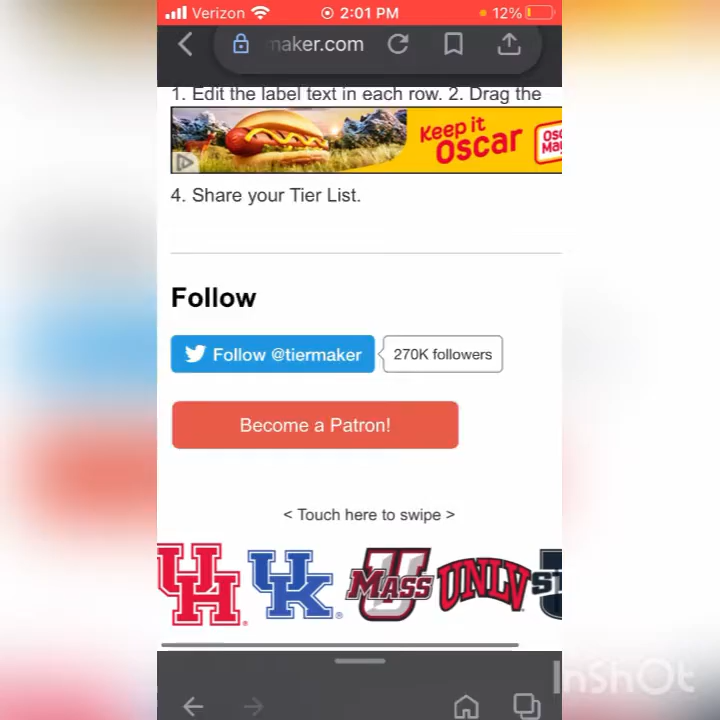 Verizon 2:01 PM 12%
maker.com
1. Edit the label text in each row. 2. Drag the
Keep it
Oscar
4. Share your Tier List.
Follow
Follow @tiermaker 270K followers
Become a Patron!
< Touch here to swipe >
UH UK MASS UNLV
InShOt